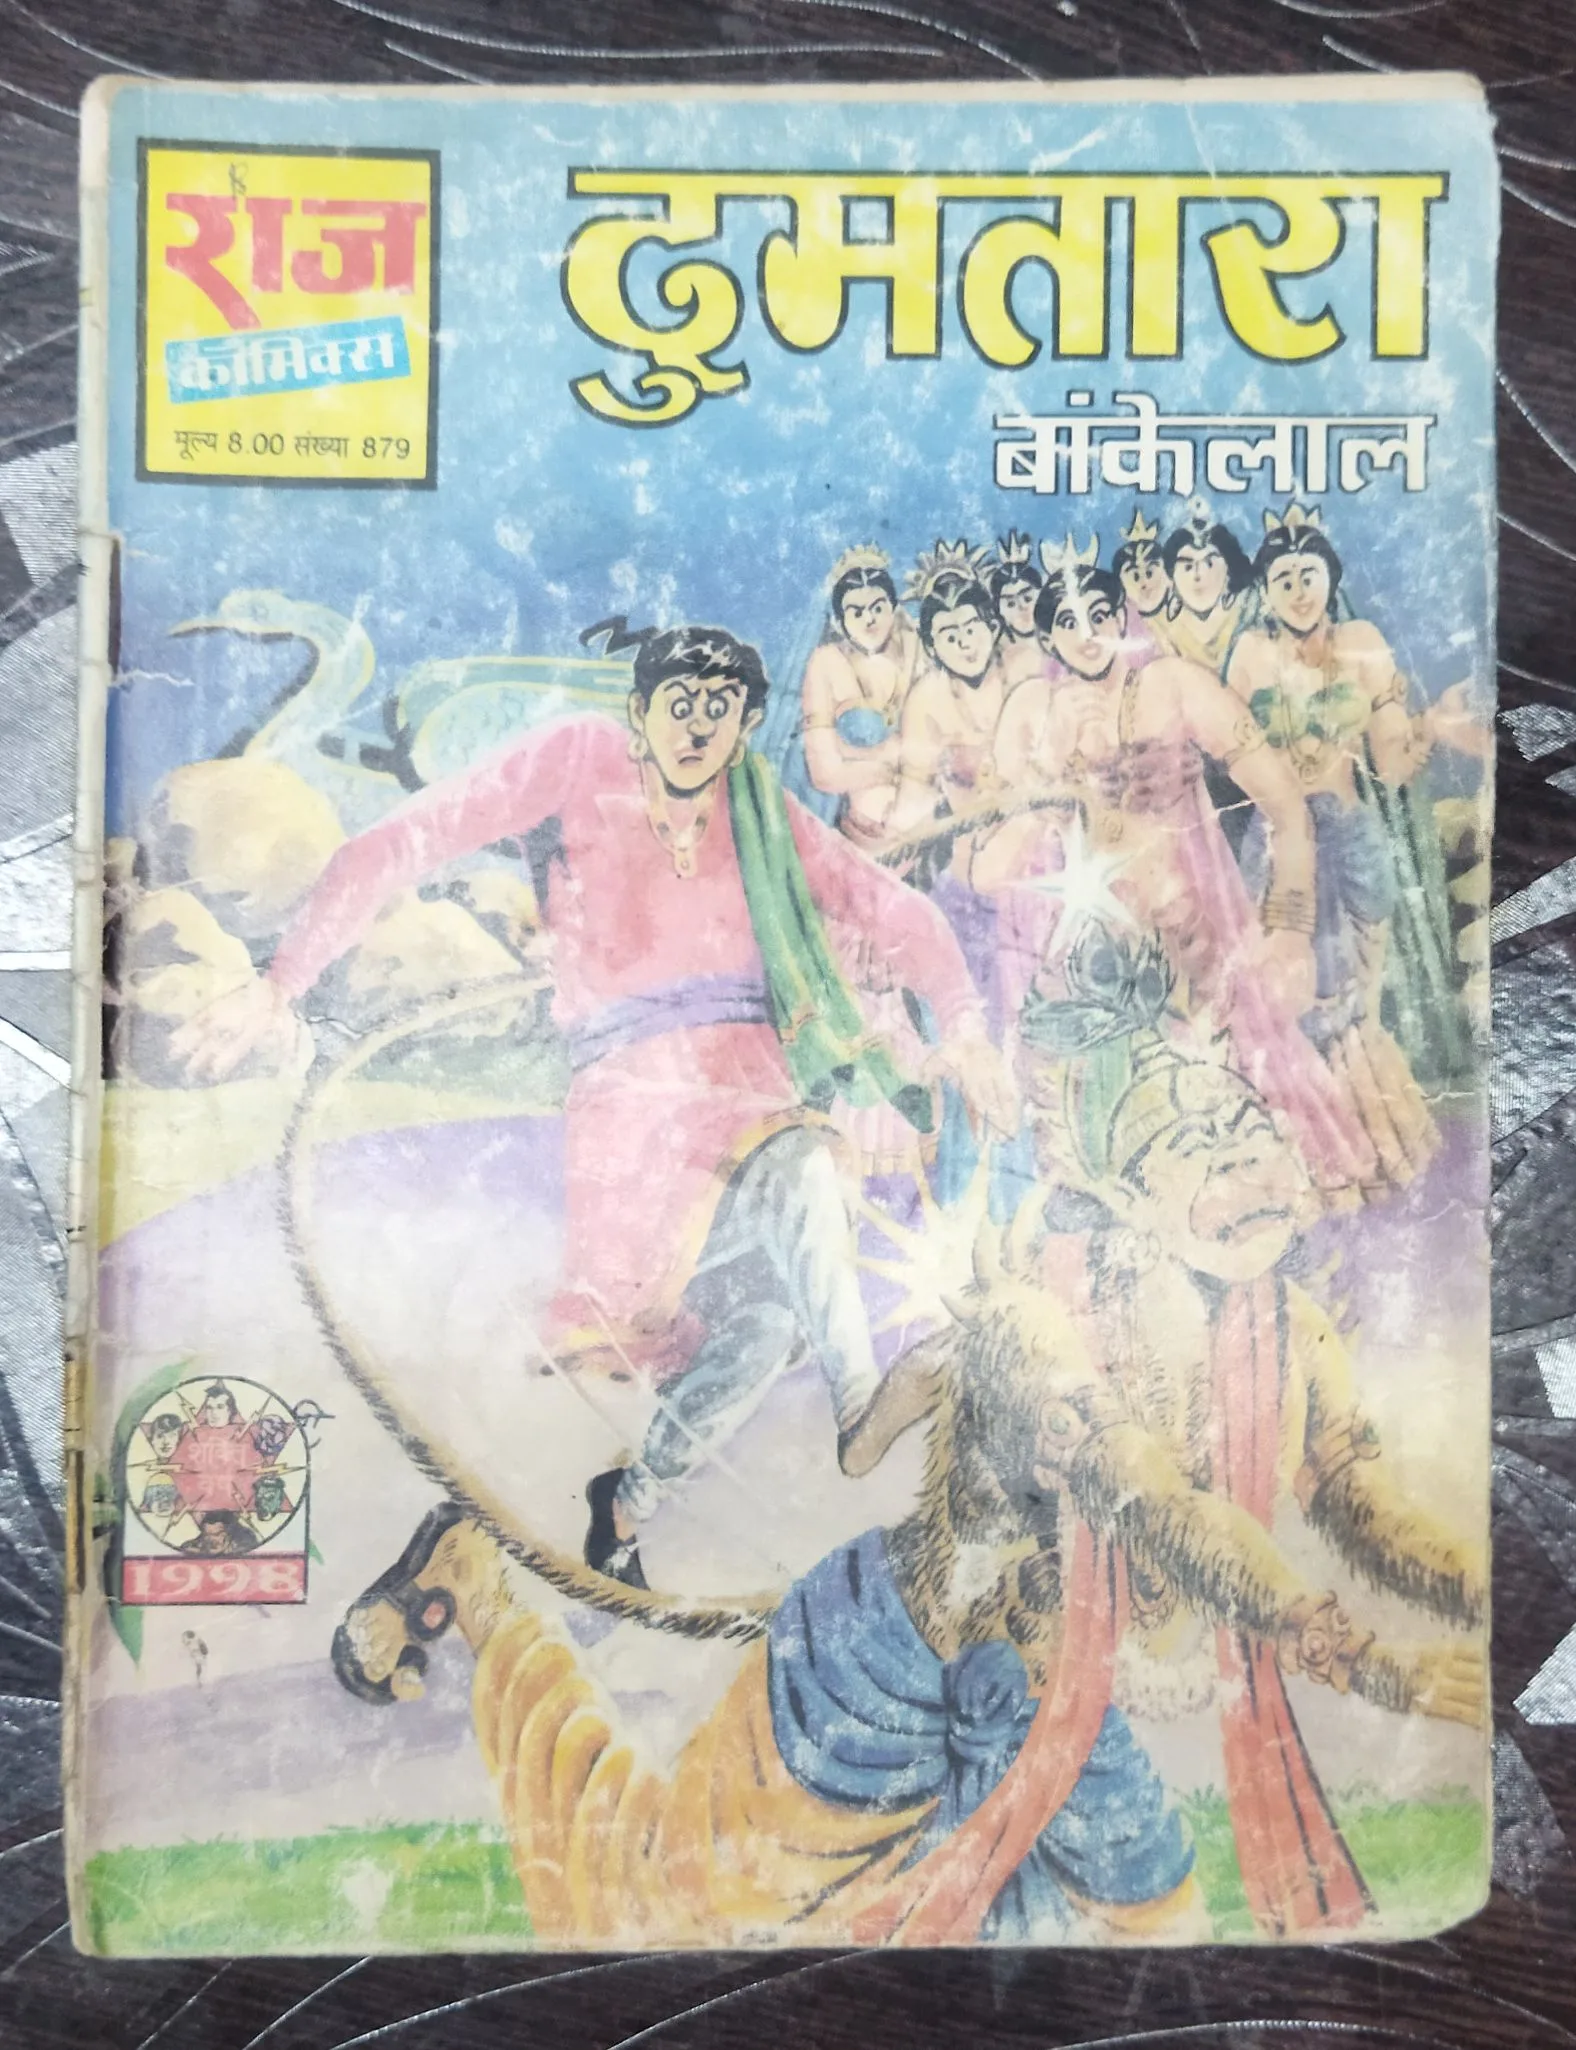 राज
कॉमिक्स
मूल्य 8.00 संख्या 879
दुमतारा
बांकेलाल
1998